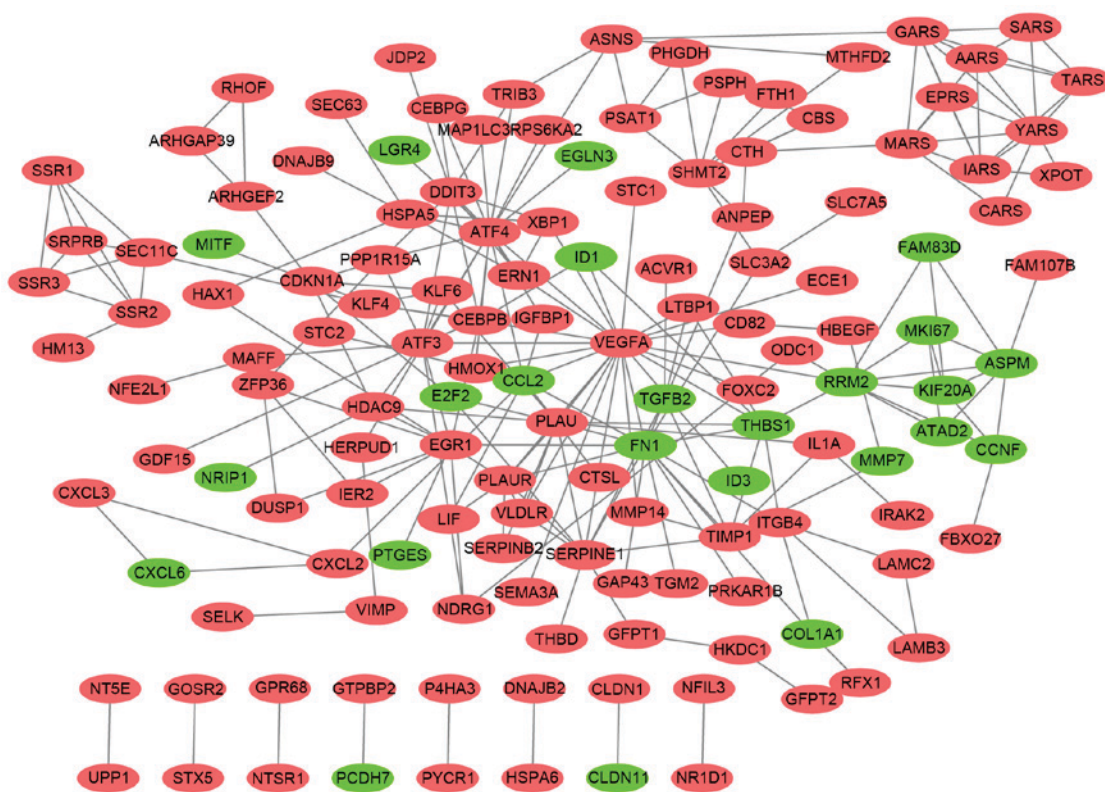 GARS SARS
ASNS
JDP2 PHGDH MTHFD2 AARS
TARS
RHOF SEC63 CEBPG TRIB3 PSPH FTH1 EPRS
ARHGAP39 MAP1LC3 RPS6KA2 PSAT1 CBS YARS
LGR4 EGLN3 CTH MARS
SSR1 DNAJB9 DDIT3 SHMT2 IARS XPOT
ARHGEF2 HSPA5 XBP1 STC1 ANPEP SLC7A5 CARS
SRPRB SEC11C MITF ATF4
PPP1R15A ID1 SLC3A2 FAM83D FAM107B
SSR3 CDKN1A ERN1 ACVR1 ECE1
HAX1 KLF4 KLF6 LTBP1
SSR2 STC2 CEBPB IGFBP1 CD82 HBEGF MKI67
HM13 ATF3 VEGFA ODC1 ASPM
MAFF HMOX1
NFE2L1 ZFP36 CCL2 RRM2 KIF20A
E2F2 TGFB2 FOXC2
HDAC9 PLAU THBS1 ATAD2
HERPUD1 EGR1 FN1 IL1A CCNF
GDF15 MMP7
NRIP1 PLAUR CTSL ID3
CXCL3 DUSP1 IER2
LIF VLDLR MMP14 ITGB4 IRAK2
SERPINB2 SERPINE1 TIMP1 FBXO27
CXCL6 CXCL2 PTGES LAMC2
SEMA3A GAP43 TGM2 PRKAR1B
SELK VIMP NDRG1
THBD GFPT1 COL1A1
HKDC1 LAMB3
RFX1
NT5E GOSR2 GPR68 GTPBP2 P4HA3 DNAJB2 CLDN1 NFIL3 GFPT2
UPP1 STX5 NTSR1 PCDH7 PYCR1 HSPA6 CLDN11 NR1D1